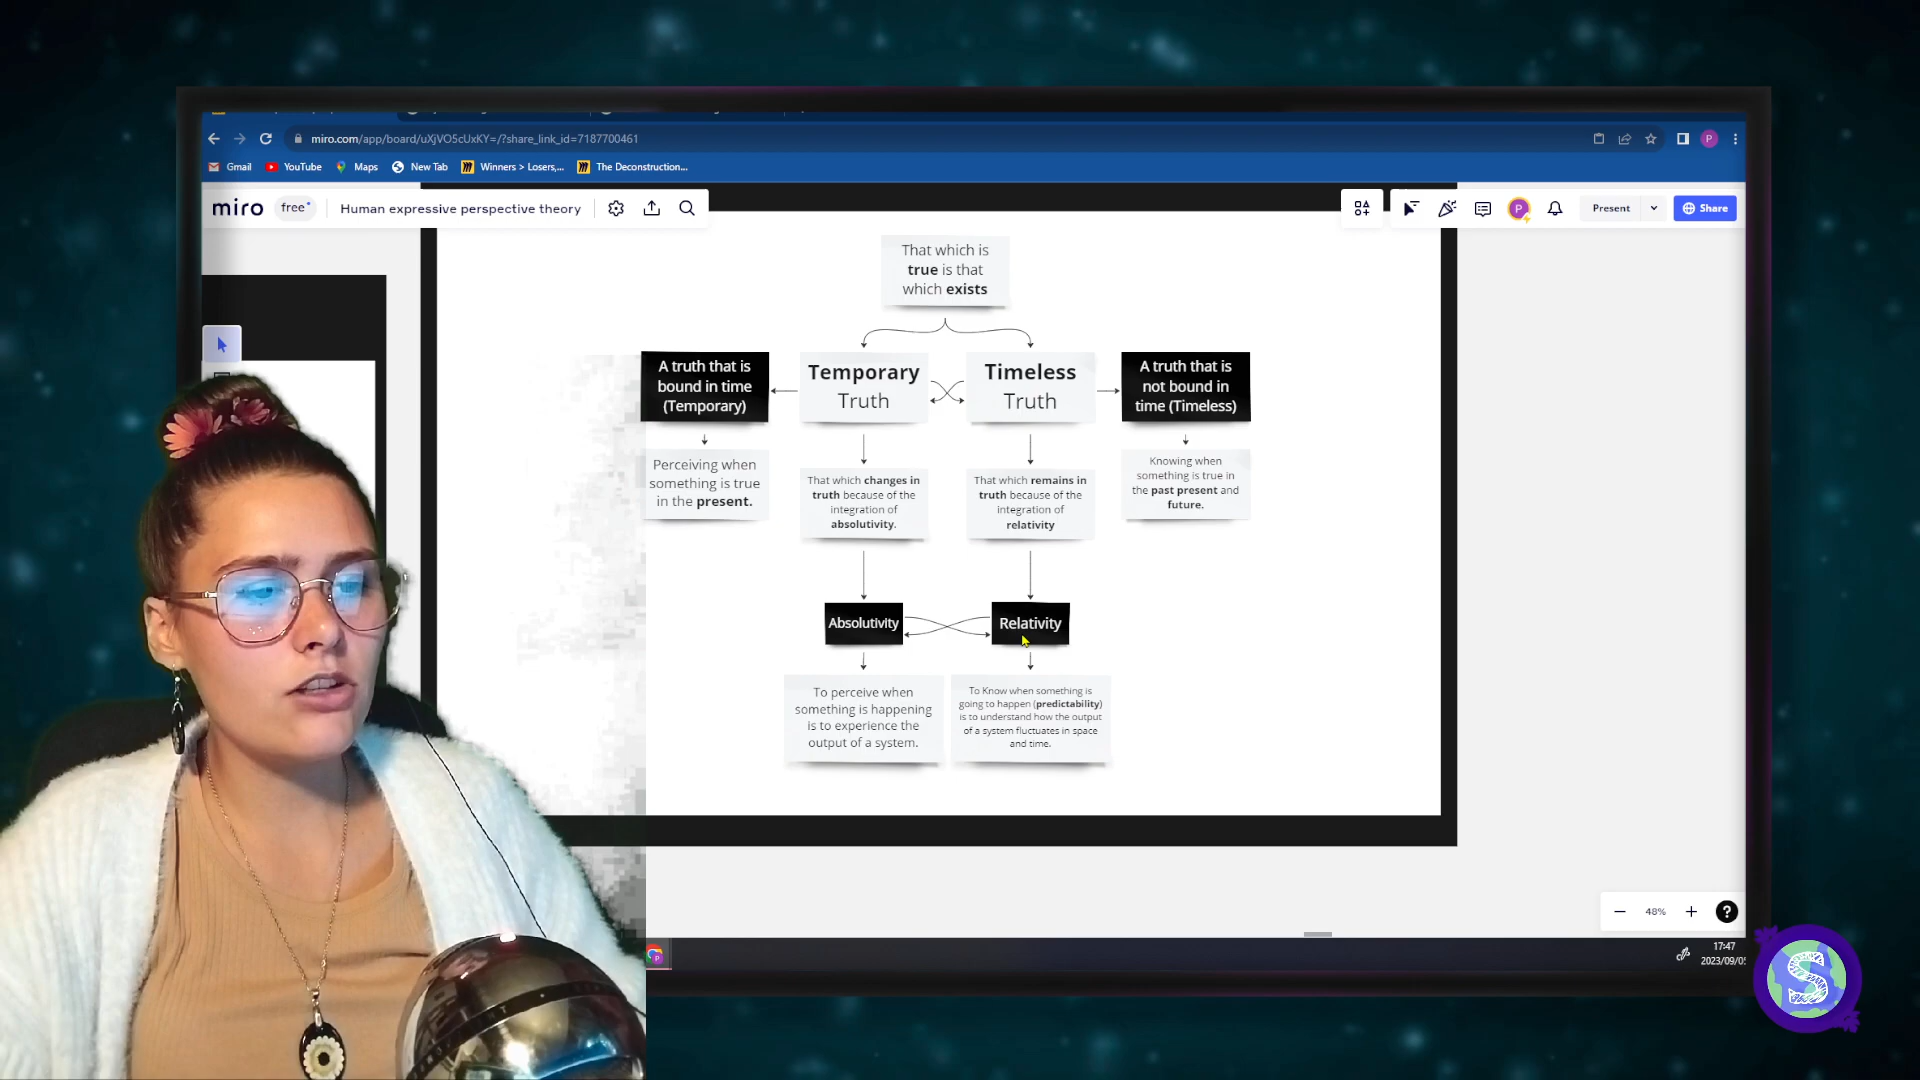 miro.com/app/board/uXjVO5cUxKY=/?share_link_id=7187700461
Gmail
YouTube
Maps
New Tab
Winners > Losers,...
The Deconstruction...
miro
free
Human expressive perspective theory
P
Present
Share
That which is
true is that
which exists
A truth that is
bound in time
(Temporary)
Temporary
Truth
Timeless
Truth
A truth that is
not bound in
time (Timeless)
Perceiving when
something is true
in the present.
That which changes in
truth because of the
integration of
absolutivity.
That which remains in
truth because of the
integration of
relativity
Knowing when
something is true in
the past present and
future.
Absolutivity
Relativity
To perceive when
something is happening
is to experience the
output of a system.
To Know when something is
going to happen (predictability)
is to understand how the output
of a system fluctuates in space
and time.
48%
?
17:47
2023/09/05
S